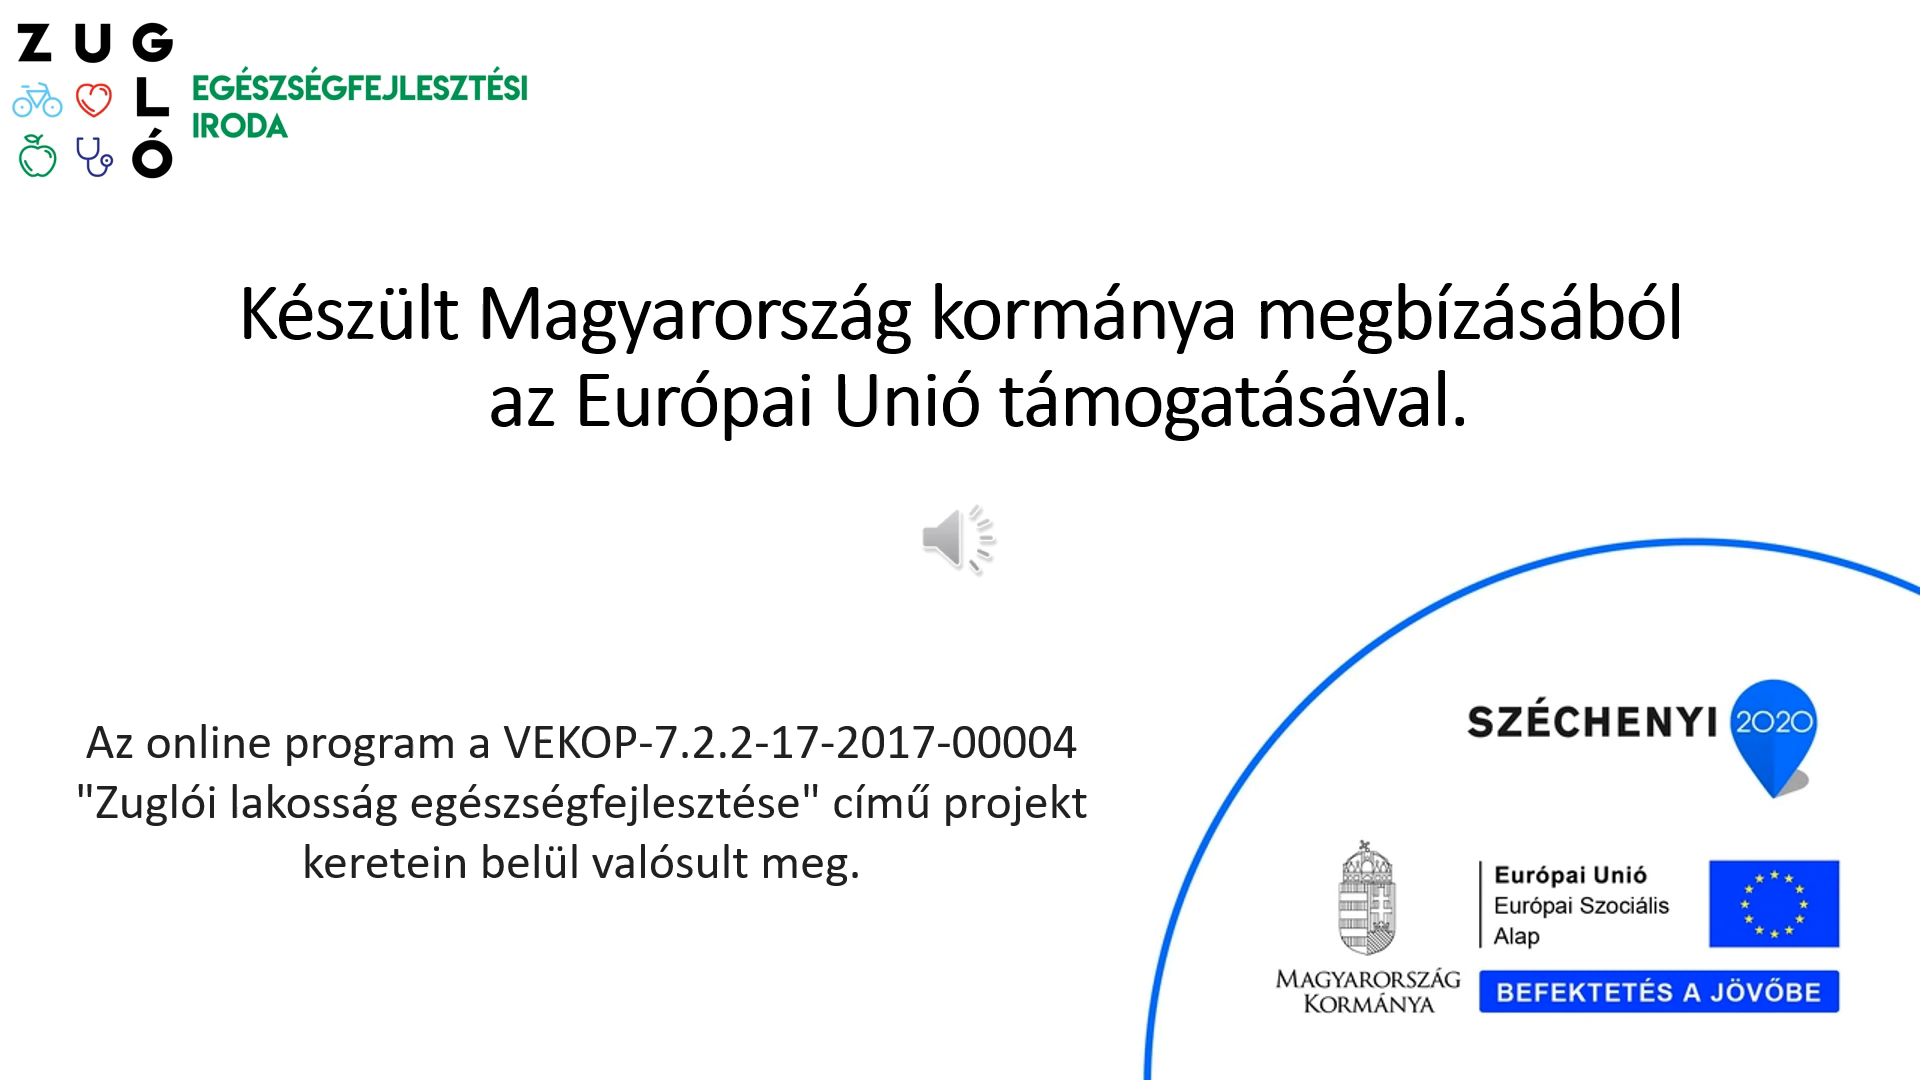 ZUG
L
Ó
EGÉSZSÉGFEJLESZTÉSI
IRODA
Készült Magyarország kormánya megbízásából
az Európai Unió támogatásával.
Az online program a VEKOP-7.2.2-17-2017-00004
"Zuglói lakosság egészségfejlesztése" című projekt
keretein belül valósult meg.
SZÉCHENYI 2020
Európai Unió
Európai Szociális
Alap
MAGYARORSZÁG
KORMÁNYA
BEFEKTETÉS A JÖVŐBE